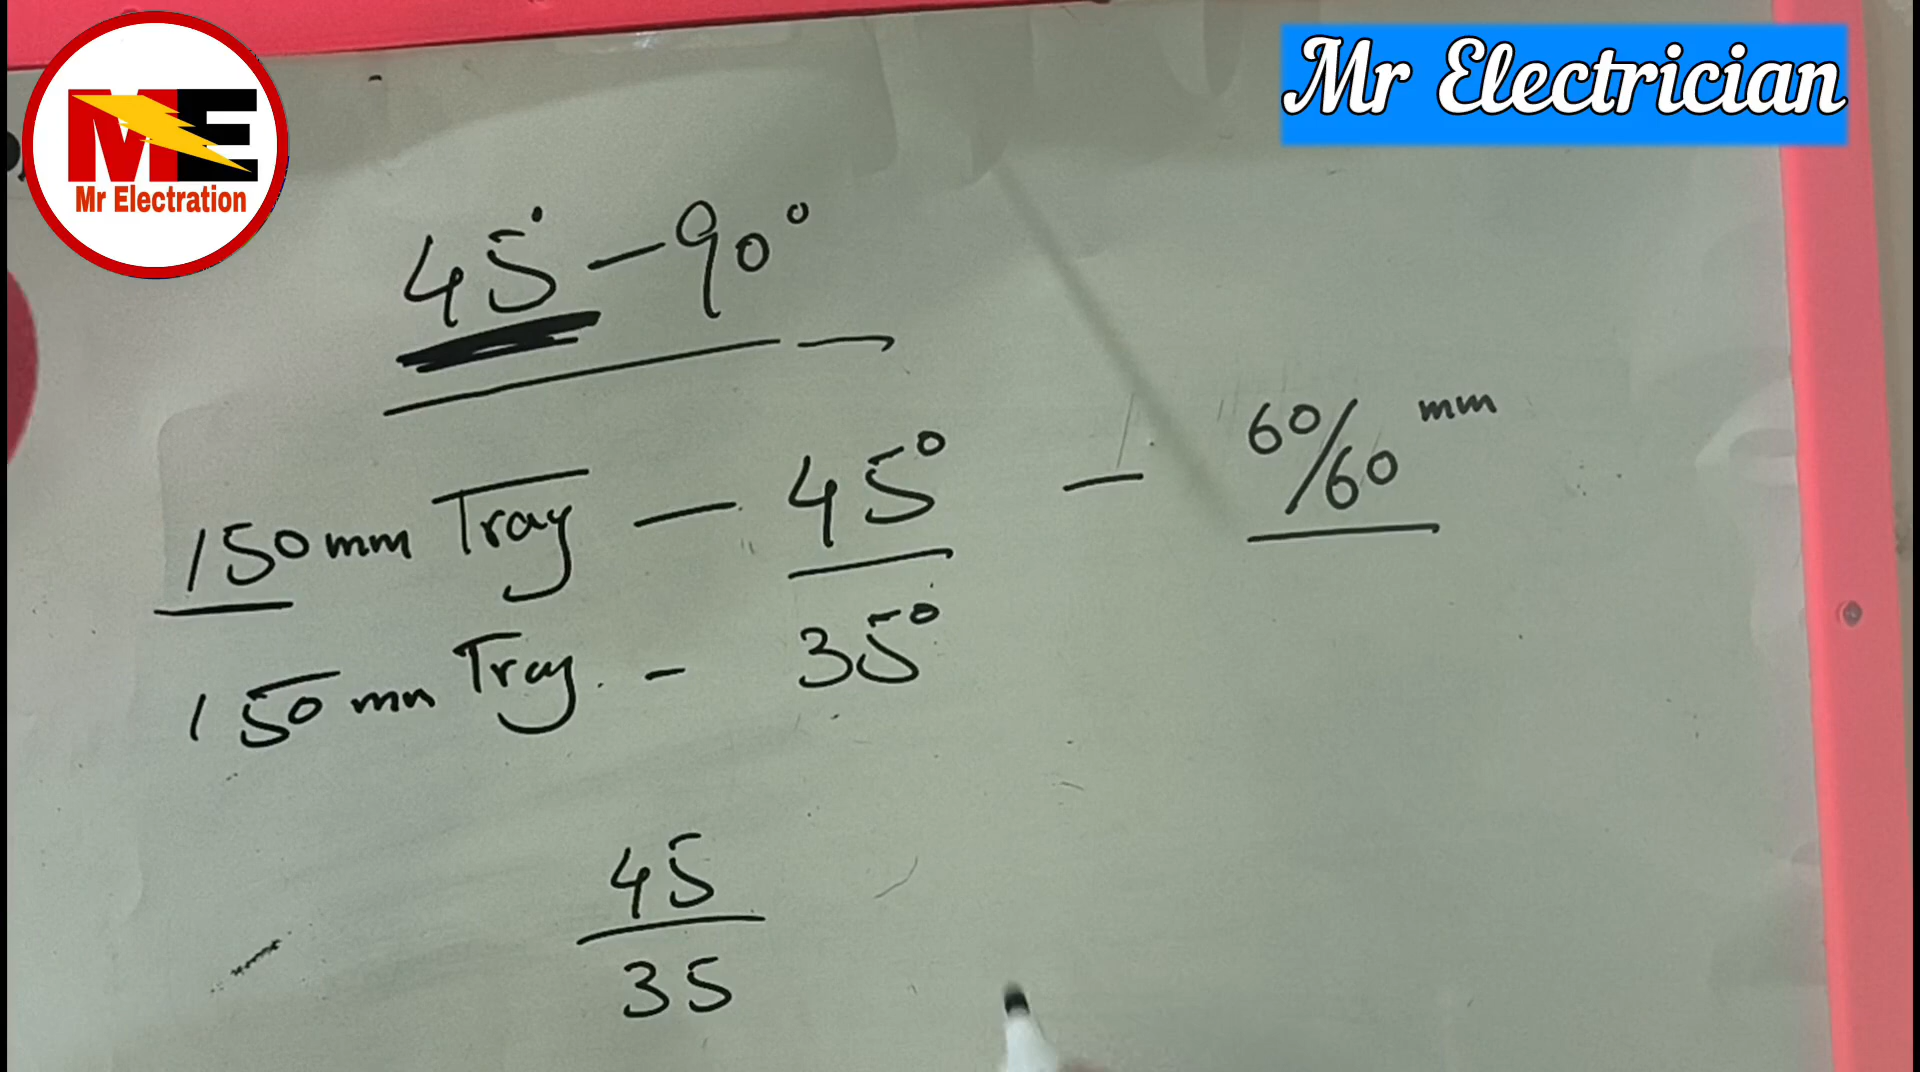 ME
Mr Electration
Mr Electrician
45° - 90°
150mm Tray - 45° - 60/60 mm
150mm Tray - 35°
45
35